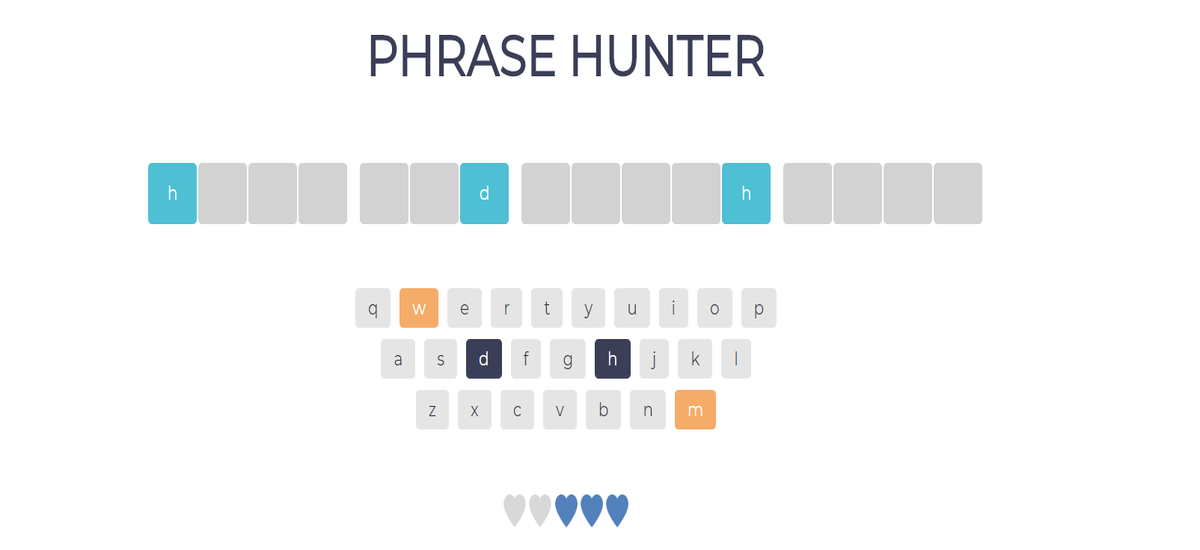 PHRASE HUNTER
h d h
q w e r t y u i o p
a s d f g h j k l
z x c v b n m